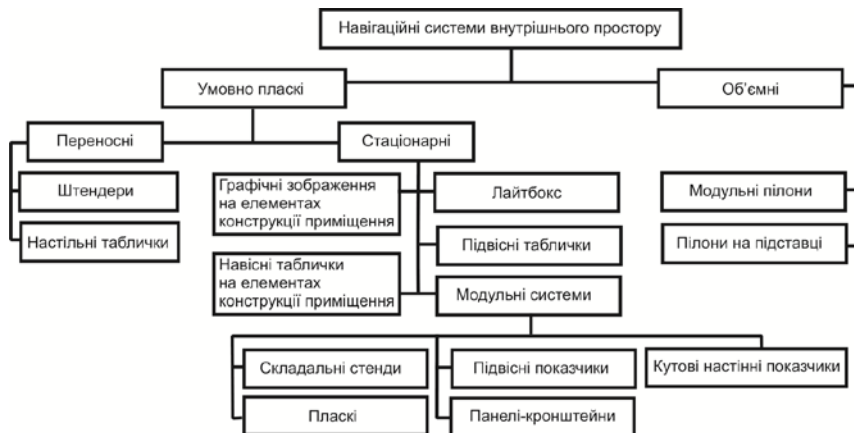 Навігаційні системи внутрішнього простору
Умовно пласкі
Об'ємні
Переносні
Стаціонарні
Штендери
Графічні зображення
на елементах
конструкції приміщення
Лайтбокс
Модульні пілони
Настільні таблички
Підвісні таблички
Пілони на підставці
Навісні таблички
на елементах
конструкції приміщення
Модульні системи
Складальні стенди
Підвісні показчики
Кутові настінні показчики
Пласкі
Панелі-кронштейни